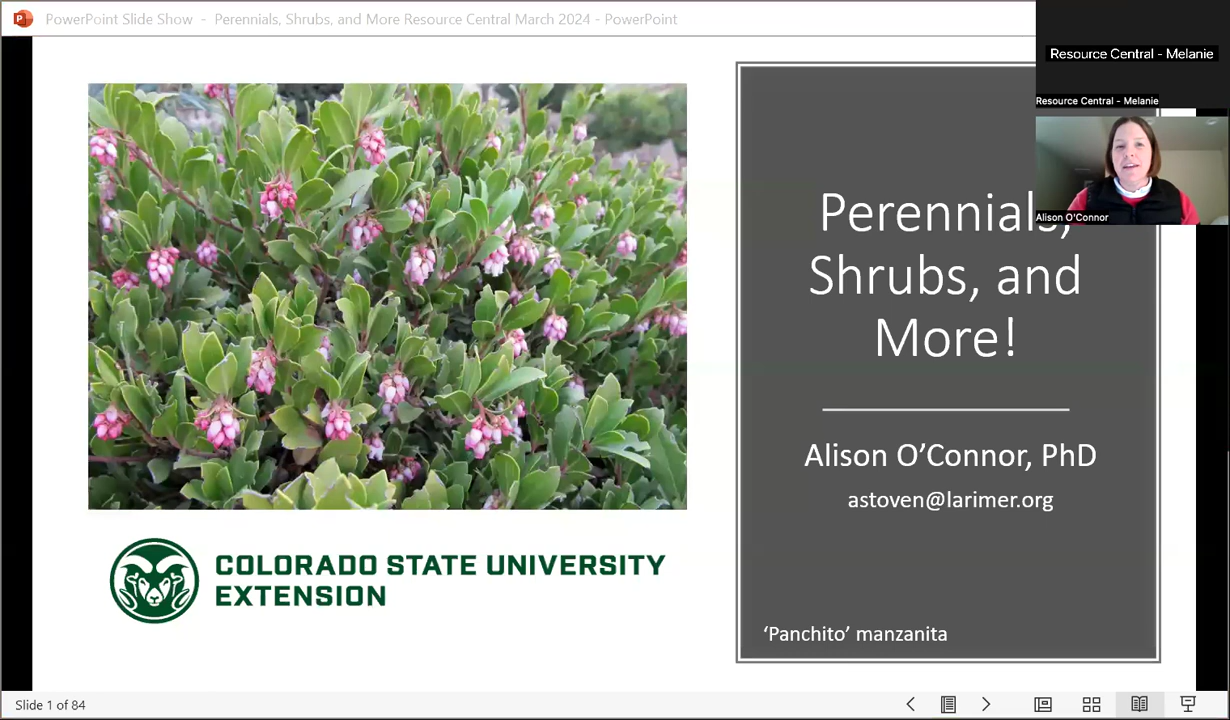 PowerPoint Slide Show - Perennials, Shrubs, and More Resource Central March 2024 - PowerPoint
Resource Central - Melanie
Resource Central - Melanie
Alison O'Connor
Perennials,
Shrubs, and
More!
Alison O’Connor, PhD
astoven@larimer.org
COLORADO STATE UNIVERSITY
EXTENSION
‘Panchito’ manzanita
Slide 1 of 84